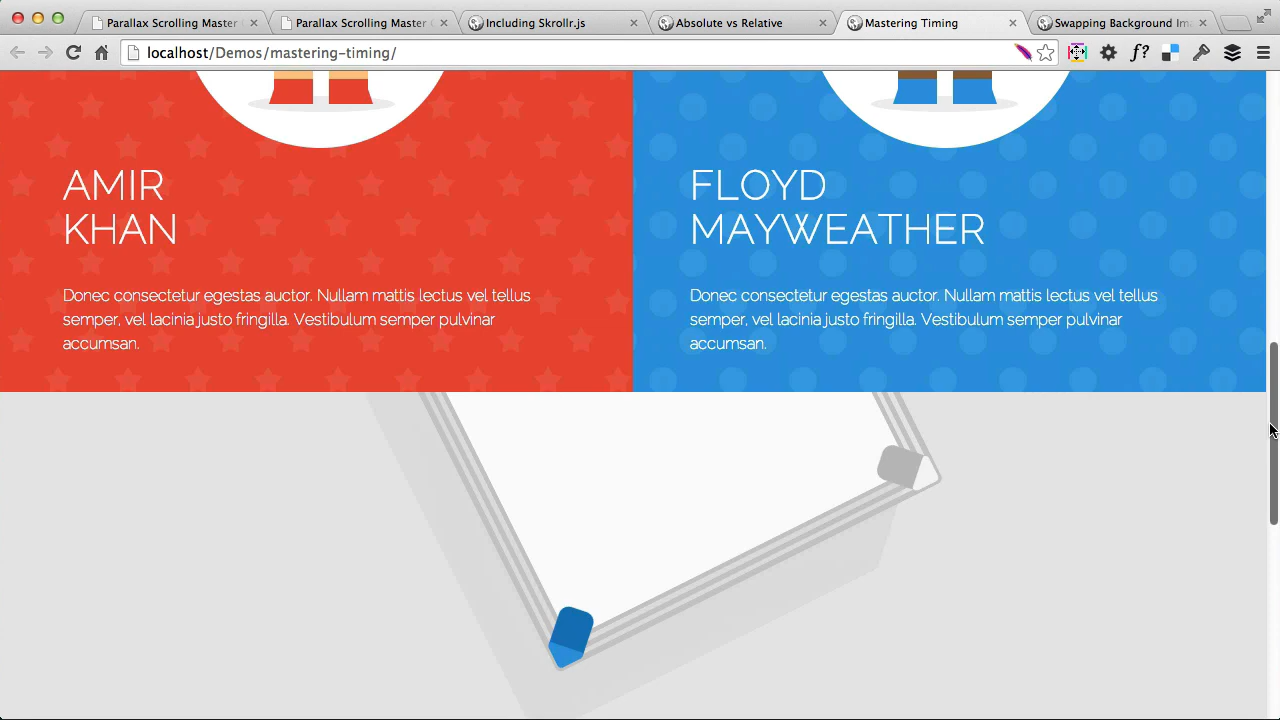 Parallax Scrolling Master
Parallax Scrolling Master
Including Skrollr.js
Absolute vs Relative
Mastering Timing
Swapping Background Ima
localhost/Demos/mastering-timing/
f?
AMIR
KHAN
Donec consectetur egestas auctor. Nullam mattis lectus vel tellus
semper, vel lacinia justo fringilla. Vestibulum semper pulvinar
accumsan.
FLOYD
MAYWEATHER
Donec consectetur egestas auctor. Nullam mattis lectus vel tellus
semper, vel lacinia justo fringilla. Vestibulum semper pulvinar
accumsan.